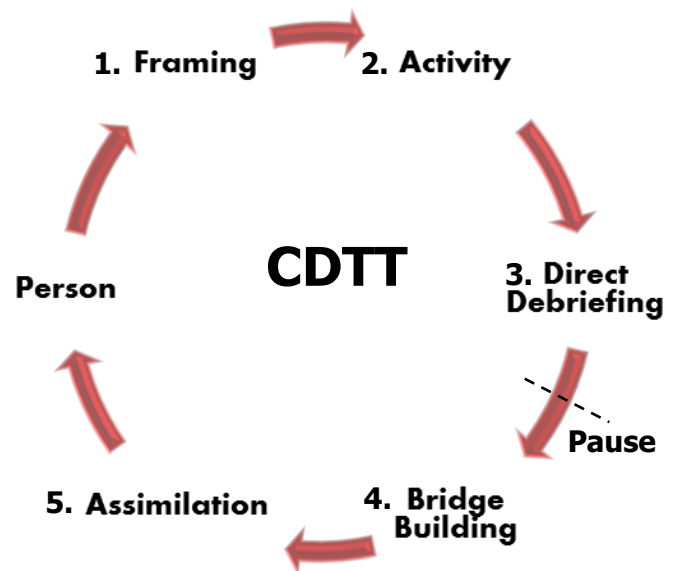 1. Framing
2. Activity
CDTT
Person
3. Direct
Debriefing
Pause
4. Bridge
Building
5. Assimilation